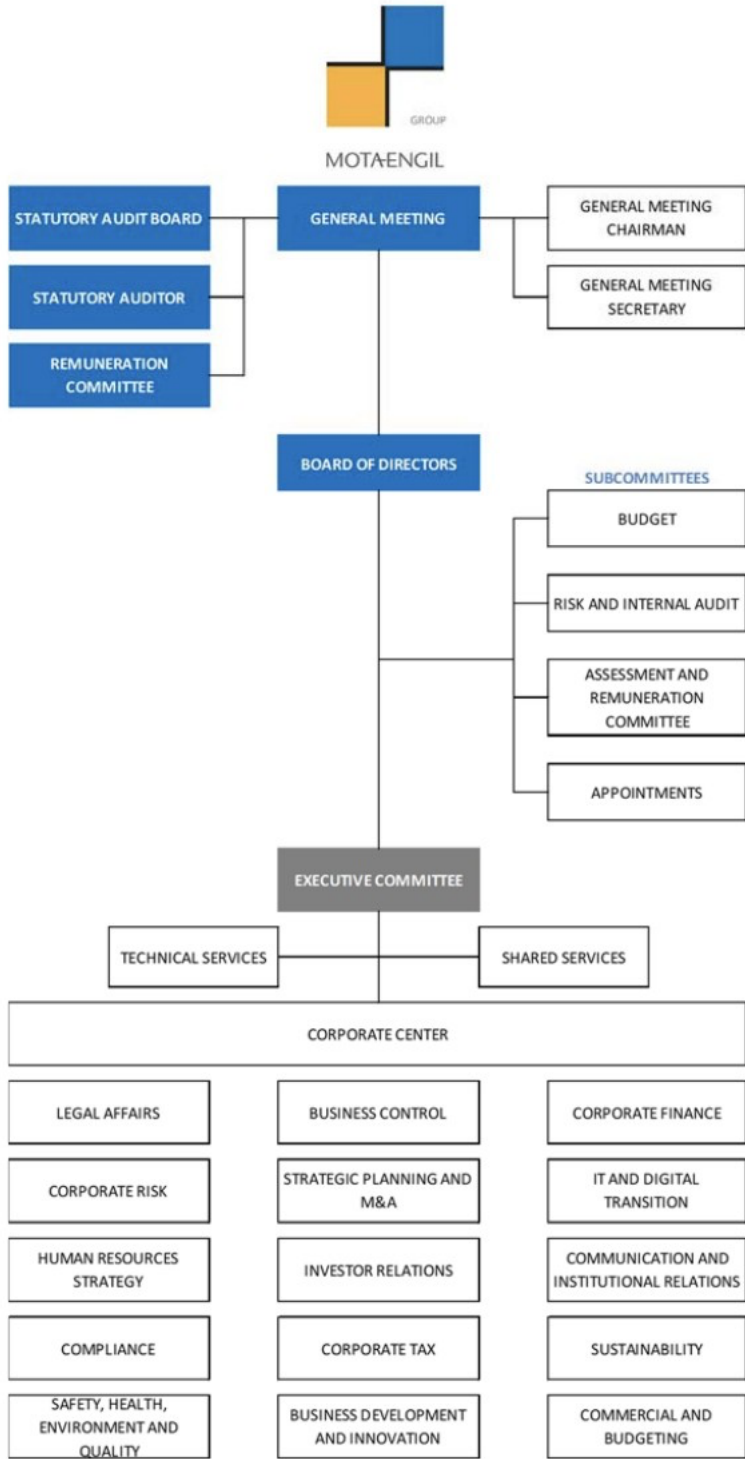 GROUP
MOTA-ENGIL
STATUTORY AUDIT BOARD
GENERAL MEETING
GENERAL MEETING
CHAIRMAN
STATUTORY AUDITOR
GENERAL MEETING
SECRETARY
REMUNERATION
COMMITTEE
BOARD OF DIRECTORS
SUBCOMMITTEES
BUDGET
RISK AND INTERNAL AUDIT
ASSESSMENT AND
REMUNERATION
COMMITTEE
APPOINTMENTS
EXECUTIVE COMMITTEE
TECHNICAL SERVICES
SHARED SERVICES
CORPORATE CENTER
LEGAL AFFAIRS
BUSINESS CONTROL
CORPORATE FINANCE
CORPORATE RISK
STRATEGIC PLANNING AND
M&A
IT AND DIGITAL
TRANSITION
HUMAN RESOURCES
STRATEGY
INVESTOR RELATIONS
COMMUNICATION AND
INSTITUTIONAL RELATIONS
COMPLIANCE
CORPORATE TAX
SUSTAINABILITY
SAFETY, HEALTH,
ENVIRONMENT AND
QUALITY
BUSINESS DEVELOPMENT
AND INNOVATION
COMMERCIAL AND
BUDGETING